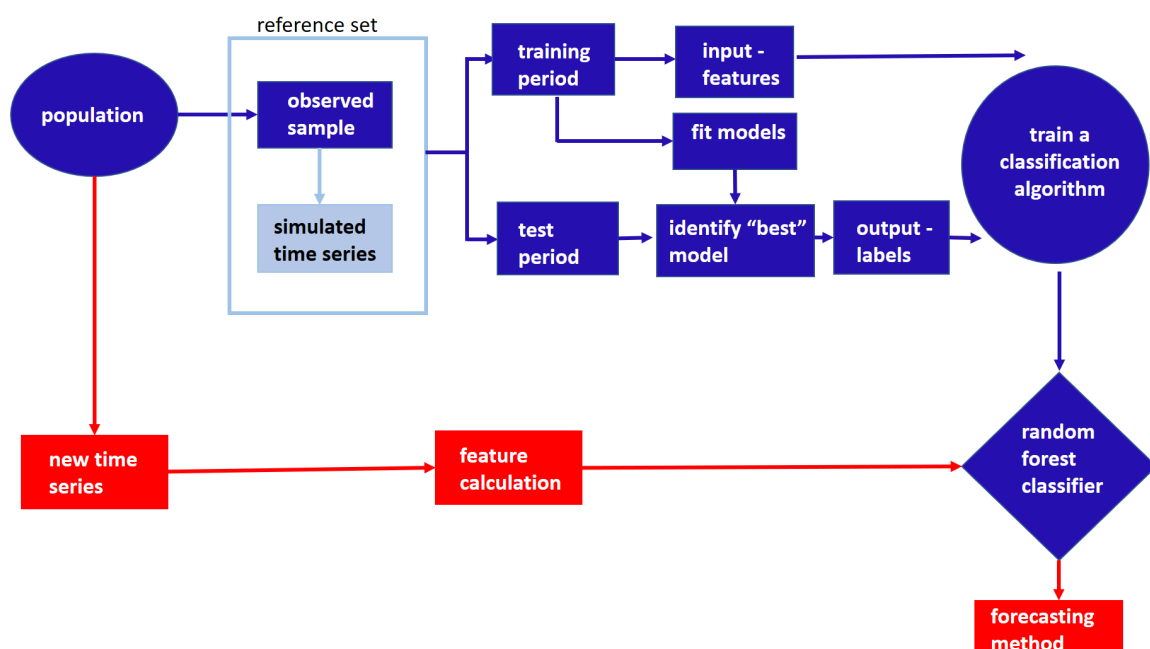 reference set
population
observed
sample
simulated
time series
training
period
input -
features
fit models
test
period
identify “best”
model
output -
labels
train a
classification
algorithm
new time
series
feature
calculation
random
forest
classifier
forecasting
method